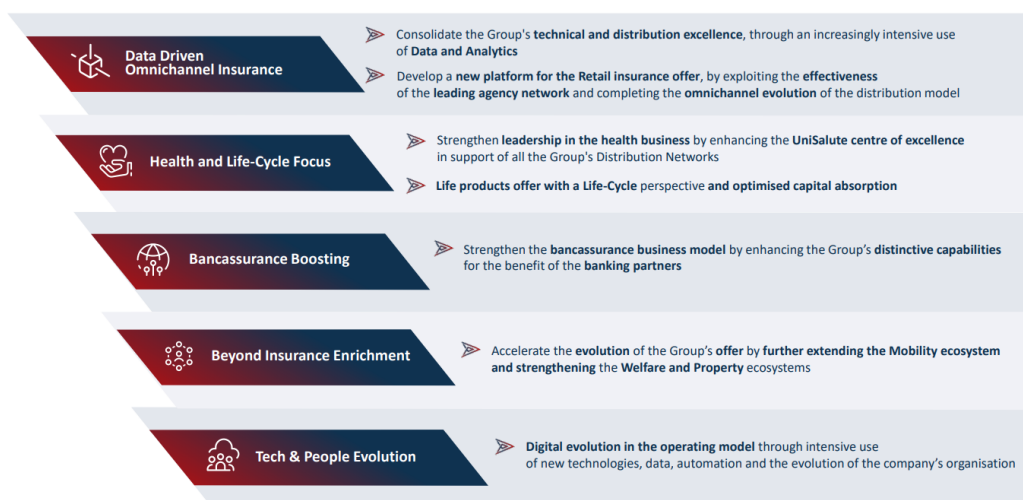 Data Driven
Omnichannel Insurance
Consolidate the Group's technical and distribution excellence, through an increasingly intensive use
of Data and Analytics
Develop a new platform for the Retail insurance offer, by exploiting the effectiveness
of the leading agency network and completing the omnichannel evolution of the distribution model
Health and Life-Cycle Focus
Strengthen leadership in the health business by enhancing the UniSalute centre of excellence
in support of all the Group's Distribution Networks
Life products offer with a Life-Cycle perspective and optimised capital absorption
Bancassurance Boosting
Strengthen the bancassurance business model by enhancing the Group’s distinctive capabilities
for the benefit of the banking partners
Beyond Insurance Enrichment
Accelerate the evolution of the Group’s offer by further extending the Mobility ecosystem
and strengthening the Welfare and Property ecosystems
Tech & People Evolution
Digital evolution in the operating model through intensive use
of new technologies, data, automation and the evolution of the company’s organisation